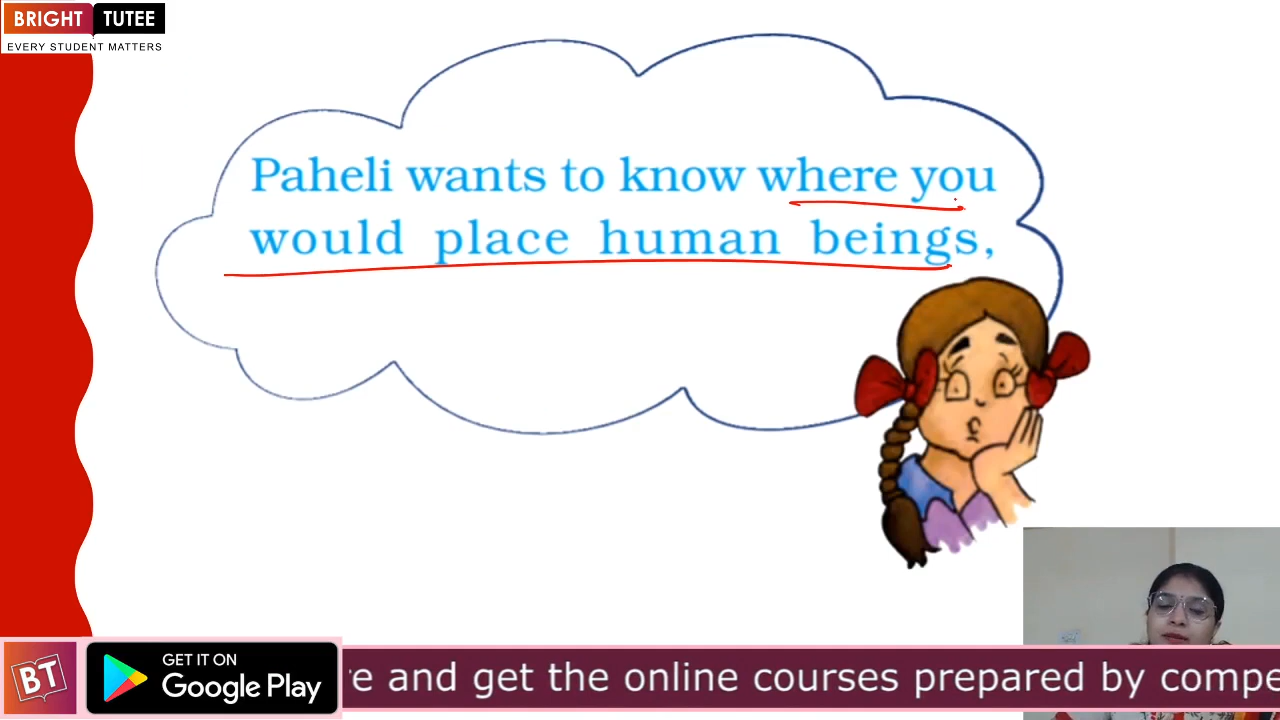 BRIGHT TUTEE
EVERY STUDENT MATTERS
Paheli wants to know where you
would place human beings,
BT
GET IT ON
Google Play
and get the online courses prepared by